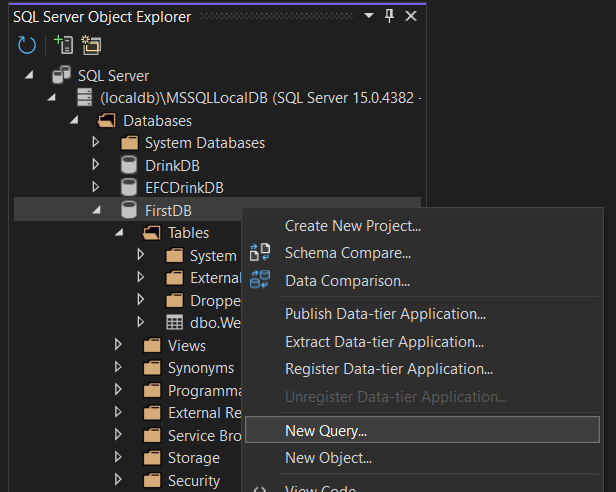 SQL Server Object Explorer
SQL Server
(localdb)\MSSQLLocalDB (SQL Server 15.0.4382 -
Databases
System Databases
DrinkDB
EFCDrinkDB
FirstDB
Tables
System
External
Droppe
dbo.We
Views
Synonyms
Programma
External Re
Service Bro
Storage
Security
Create New Project...
Schema Compare...
Data Comparison...
Publish Data-tier Application...
Extract Data-tier Application...
Register Data-tier Application...
Unregister Data-tier Application...
New Query...
New Object...
View Code